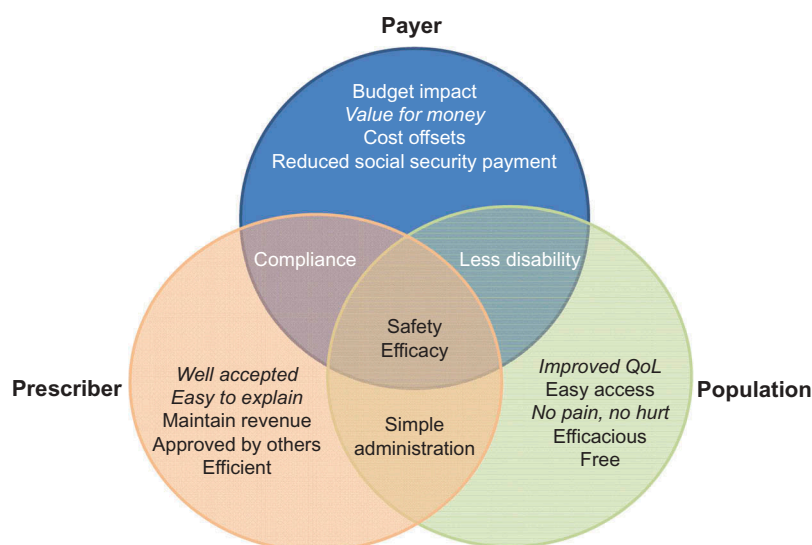 Payer
Budget impact
Value for money
Cost offsets
Reduced social security payment
Compliance
Less disability
Safety
Efficacy
Prescriber
Well accepted
Easy to explain
Maintain revenue
Approved by others
Efficient
Simple
administration
Improved QoL
Easy access
No pain, no hurt
Efficacious
Free
Population